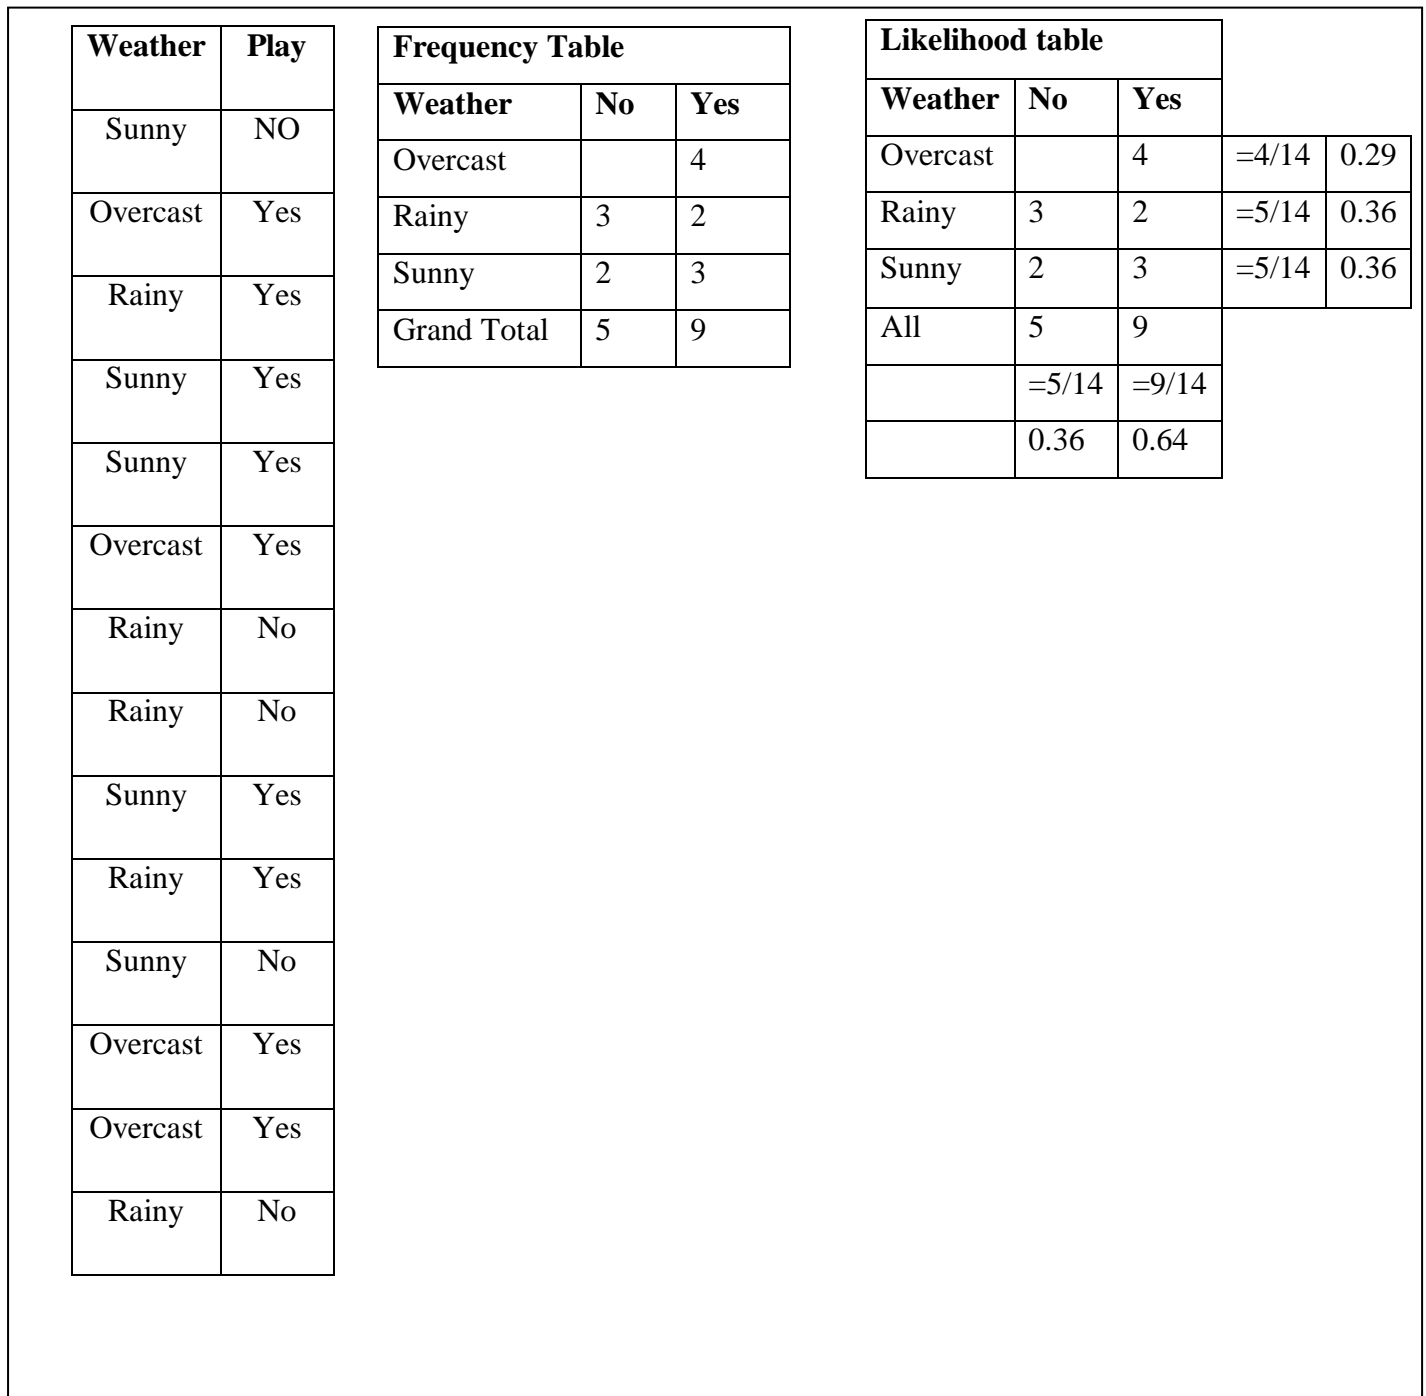 Weather Play
Sunny NO
Overcast Yes
Rainy Yes
Sunny Yes
Sunny Yes
Overcast Yes
Rainy No
Rainy No
Sunny Yes
Rainy Yes
Sunny No
Overcast Yes
Overcast Yes
Rainy No
Frequency Table
Weather No Yes
Overcast 4
Rainy 3 2
Sunny 2 3
Grand Total 5 9
Likelihood table
Weather No Yes
Overcast 4 =4/14 0.29
Rainy 3 2 =5/14 0.36
Sunny 2 3 =5/14 0.36
All 5 9
=5/14 =9/14
0.36 0.64